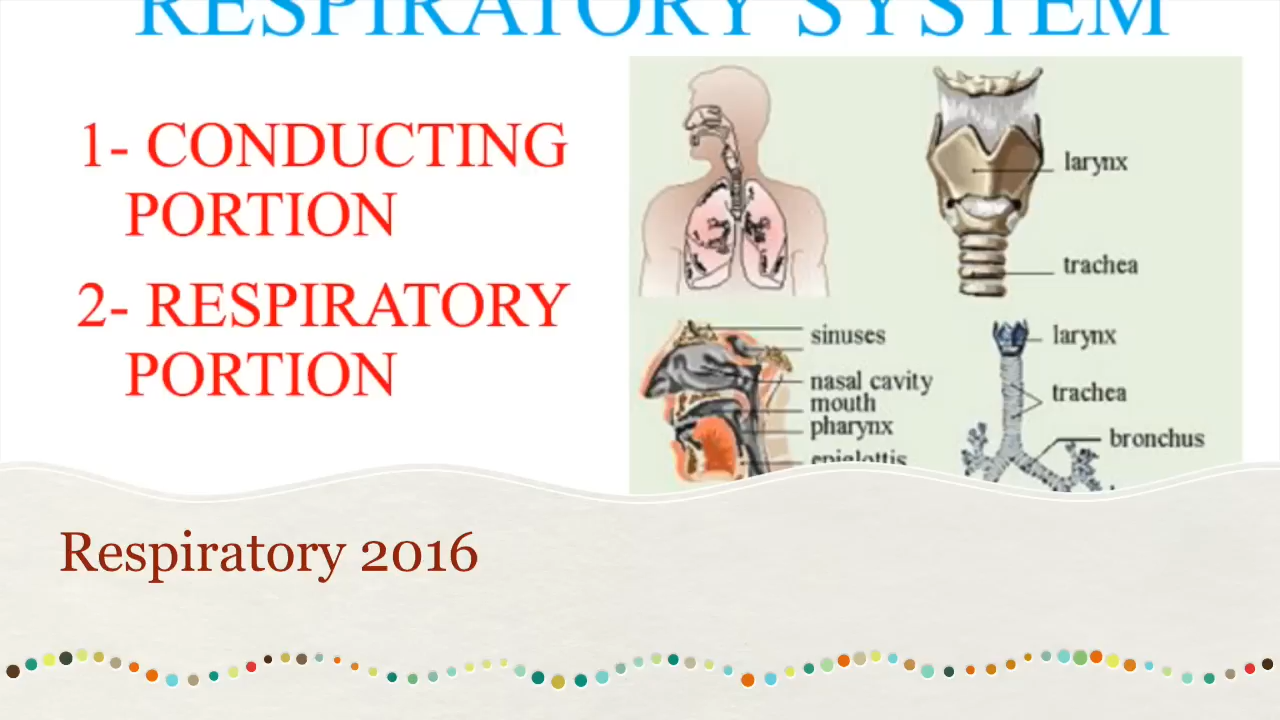 RESPIRATORY SYSTEM
1- CONDUCTING
PORTION
2- RESPIRATORY
PORTION
larynx
trachea
sinuses
nasal cavity
mouth
pharynx
epiglottis
larynx
trachea
bronchus
Respiratory 2016